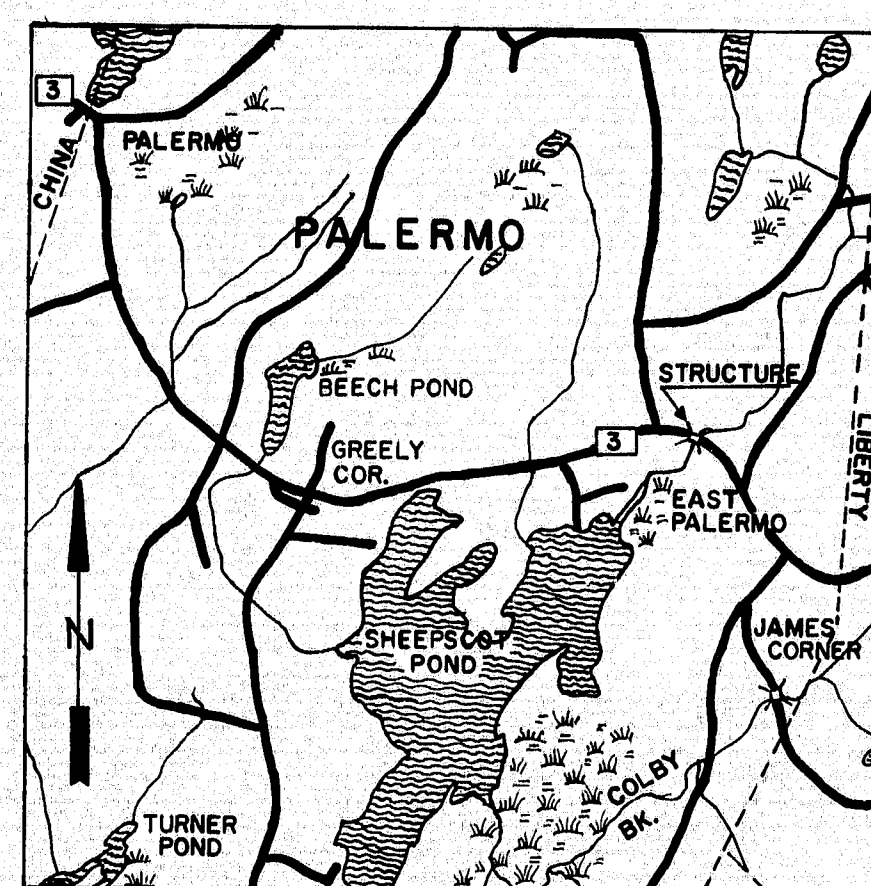 3
PALERMO
CHINA
PALERMO
STRUCTURE
BEECH POND
3
GREELY
COR.
LIBERTY
EAST
PALERMO
N
SHEEPSCOT
POND
JAMES
CORNER
COLBY
BK.
TURNER
POND